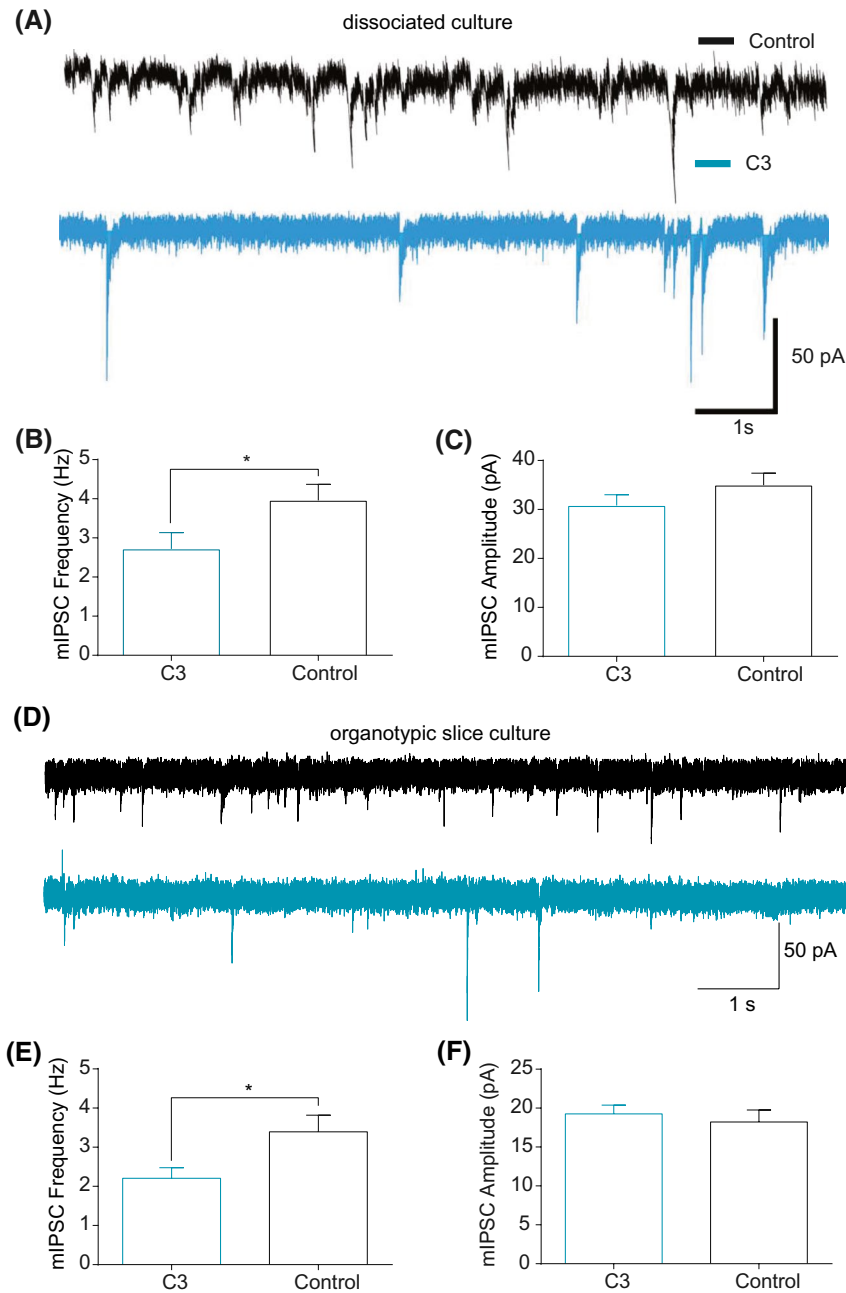 (A)
dissociated culture
Control
C3
50 pA
1s
(B)
mIPSC Frequency (Hz)
5
4
3
2
1
0
*
C3
Control
(C)
mIPSC Amplitude (pA)
40
30
20
10
0
C3
Control
(D)
organotypic slice culture
50 pA
1 s
(E)
mIPSC Frequency (Hz)
5
4
3
2
1
0
*
C3
Control
(F)
mIPSC Amplitude (pA)
25
20
15
10
5
0
C3
Control